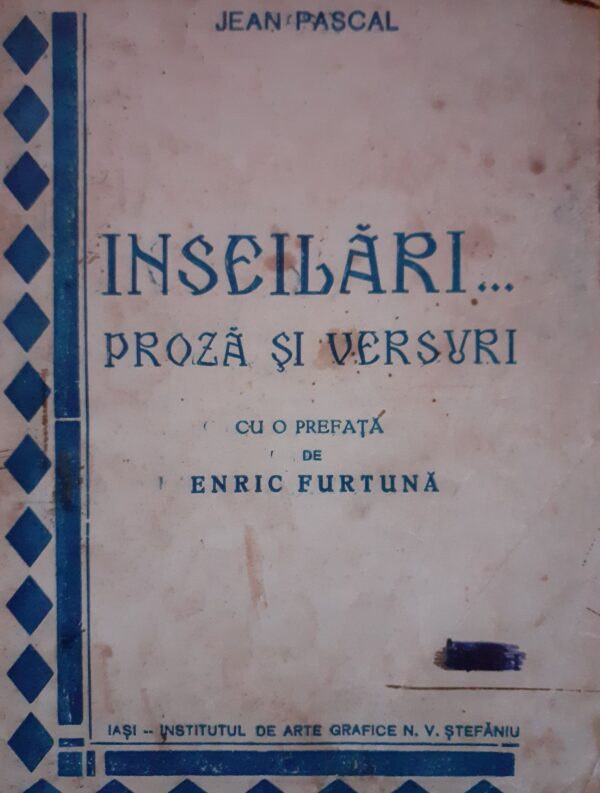 JEAN PASCAL
INSEILĂRI...
PROZĂ ŞI VERSURI
CU O PREFAŢĂ
DE
ENRIC FURTUNĂ
IAŞI -- INSTITUTUL DE ARTE GRAFICE N. V. ŞTEFĂNIU